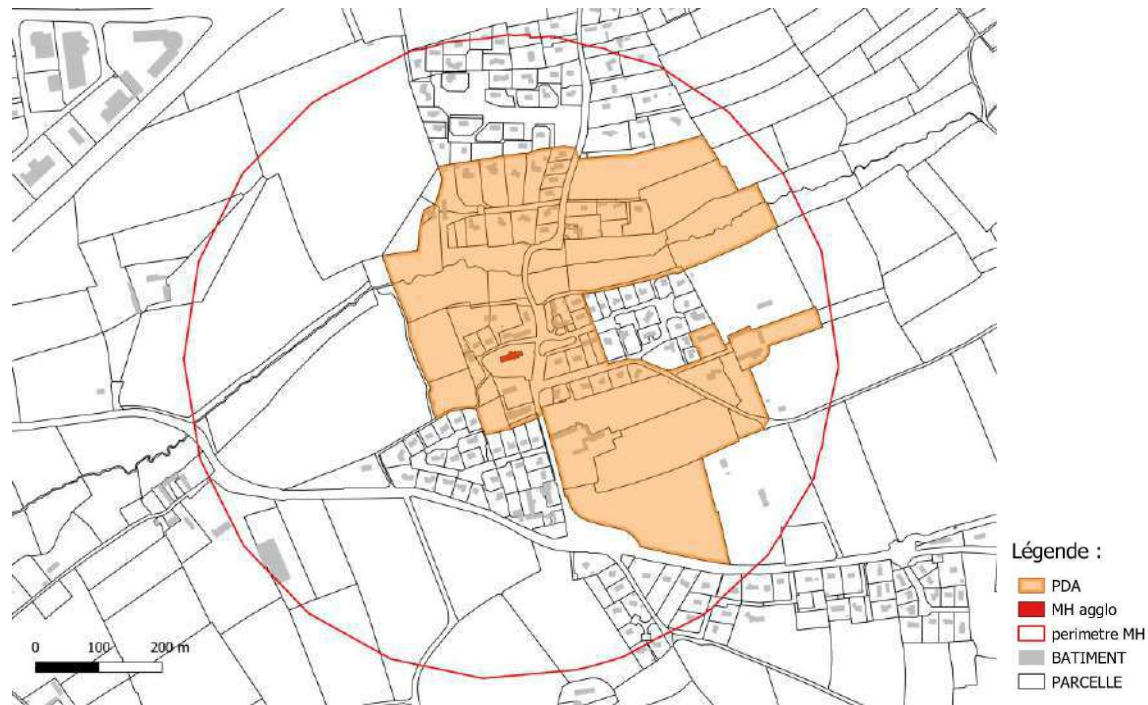 Légende :
PDA
MH agglo
perimetre MH
BATIMENT
PARCELLE
0 100 200 m